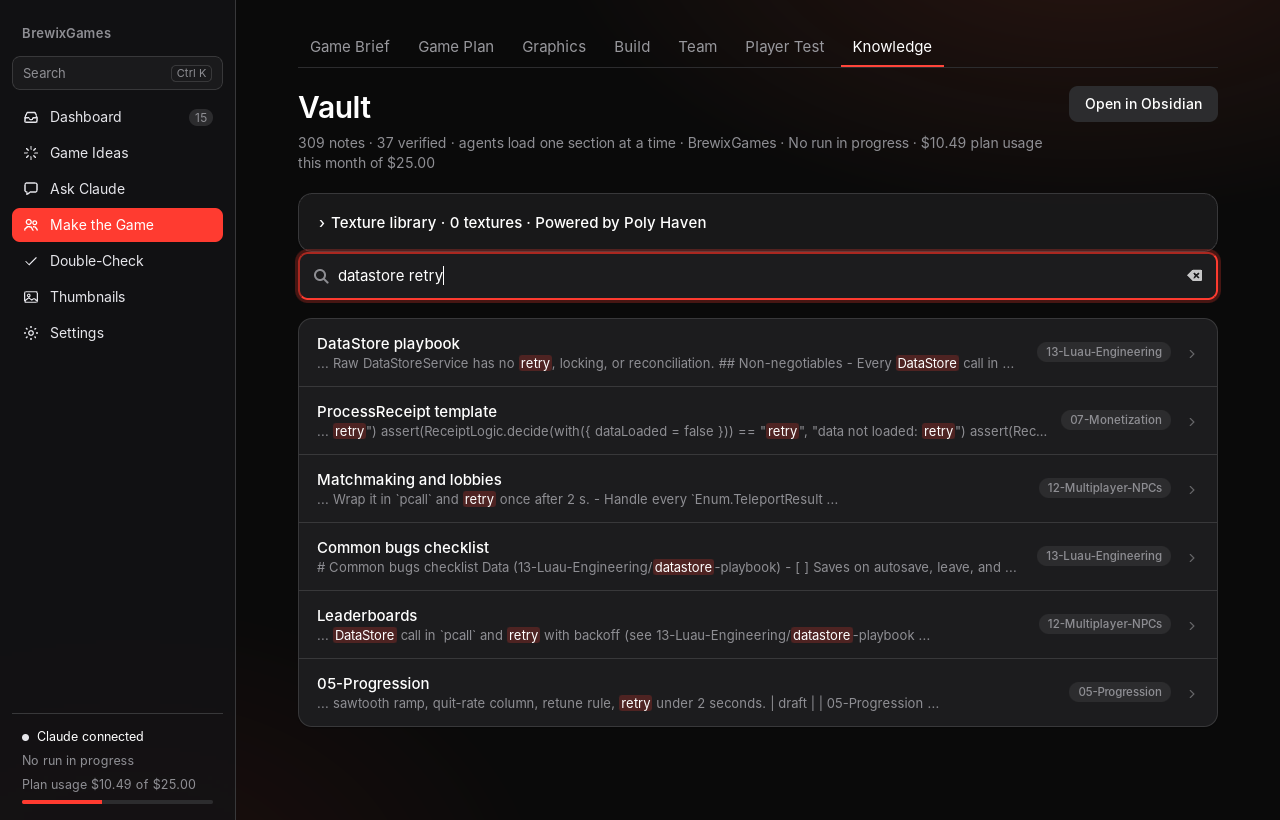 BrewixGames
Search Ctrl K
Dashboard 15
Game Ideas
Ask Claude
Make the Game
Double-Check
Thumbnails
Settings
Claude connected
No run in progress
Plan usage $10.49 of $25.00
Game Brief Game Plan Graphics Build Team Player Test Knowledge
Vault
Open in Obsidian
309 notes · 37 verified · agents load one section at a time · BrewixGames · No run in progress · $10.49 plan usage
this month of $25.00
› Texture library · 0 textures · Powered by Poly Haven
datastore retry
DataStore playbook
... Raw DataStoreService has no retry, locking, or reconciliation. ## Non-negotiables - Every DataStore call in ...
13-Luau-Engineering ›
ProcessReceipt template
... retry") assert(ReceiptLogic.decide(with({ dataLoaded = false })) == "retry", "data not loaded: retry") assert(Rec...
07-Monetization ›
Matchmaking and lobbies
... Wrap it in `pcall` and retry once after 2 s. - Handle every `Enum.TeleportResult ...
12-Multiplayer-NPCs ›
Common bugs checklist
# Common bugs checklist Data (13-Luau-Engineering/datastore-playbook) - [ ] Saves on autosave, leave, and ...
13-Luau-Engineering ›
Leaderboards
... DataStore call in `pcall` and retry with backoff (see 13-Luau-Engineering/datastore-playbook ...
12-Multiplayer-NPCs ›
05-Progression
... sawtooth ramp, quit-rate column, retune rule, retry under 2 seconds. | draft | | 05-Progression ...
05-Progression ›